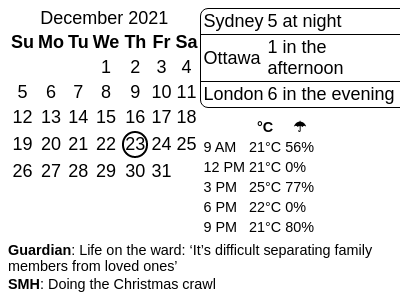 December 2021
Su Mo Tu We Th Fr Sa
1 2 3 4
5 6 7 8 9 10 11
12 13 14 15 16 17 18
19 20 21 22 23 24 25
26 27 28 29 30 31
Sydney 5 at night
Ottawa 1 in the
afternoon
London 6 in the evening
°C ☂
9 AM 21°C 56%
12 PM 21°C 0%
3 PM 25°C 77%
6 PM 22°C 0%
9 PM 21°C 80%
Guardian: Life on the ward: ‘It’s difficult separating family
members from loved ones’
SMH: Doing the Christmas crawl